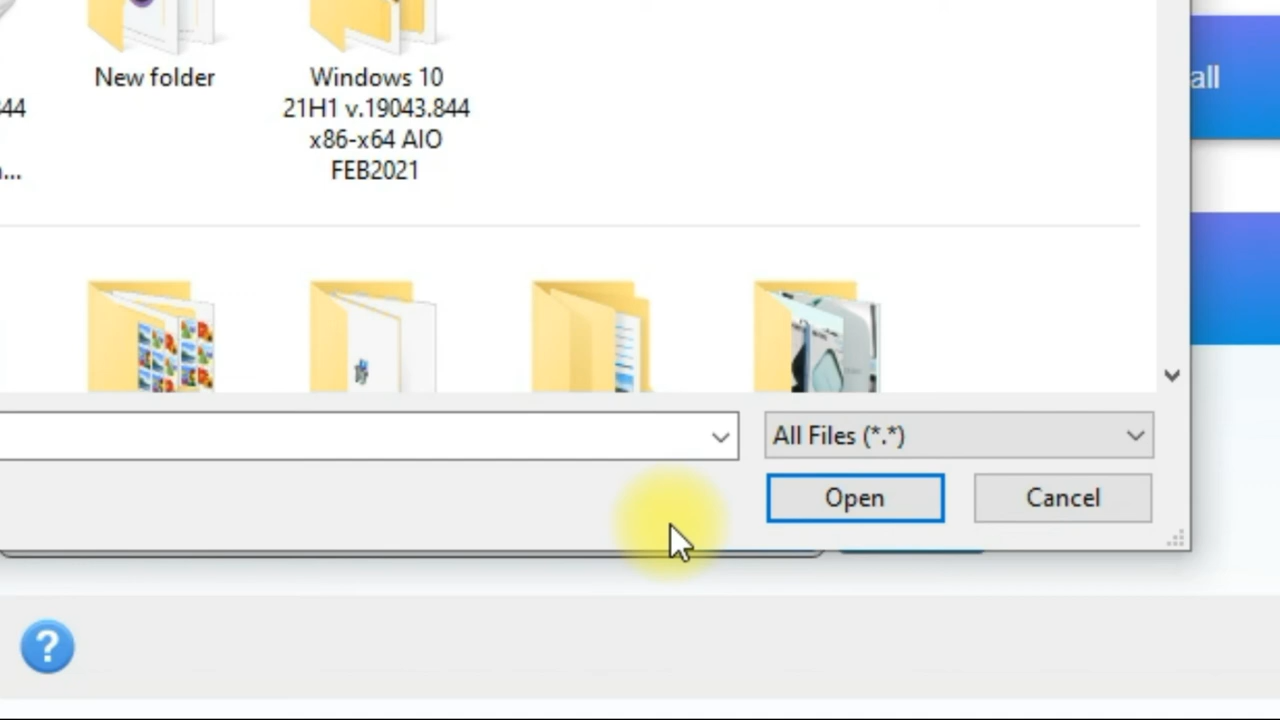 all
New folder
Windows 10
21H1 v.19043.844
x86-x64 AIO
FEB2021
44
...
All Files (*.*)
Open
Cancel
?